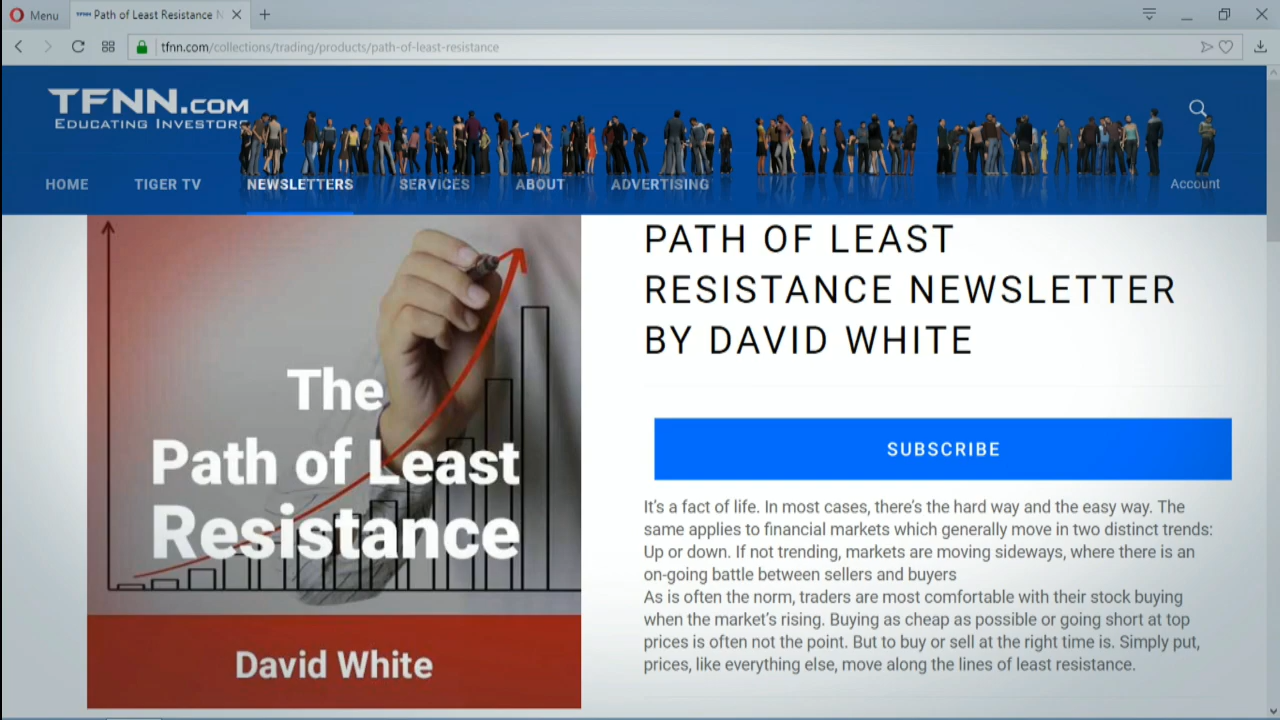 Menu
Path of Least Resistance N
tfnn.com/collections/trading/products/path-of-least-resistance
TFNN.COM
EDUCATING INVESTORS
HOME TIGER TV NEWSLETTERS SERVICES ABOUT ADVERTISING Account
The
Path of Least
Resistance
David White
PATH OF LEAST
RESISTANCE NEWSLETTER
BY DAVID WHITE
SUBSCRIBE
It's a fact of life. In most cases, there's the hard way and the easy way. The
same applies to financial markets which generally move in two distinct trends:
Up or down. If not trending, markets are moving sideways, where there is an
on-going battle between sellers and buyers
As is often the norm, traders are most comfortable with their stock buying
when the market's rising. Buying as cheap as possible or going short at top
prices is often not the point. But to buy or sell at the right time is. Simply put,
prices, like everything else, move along the lines of least resistance.